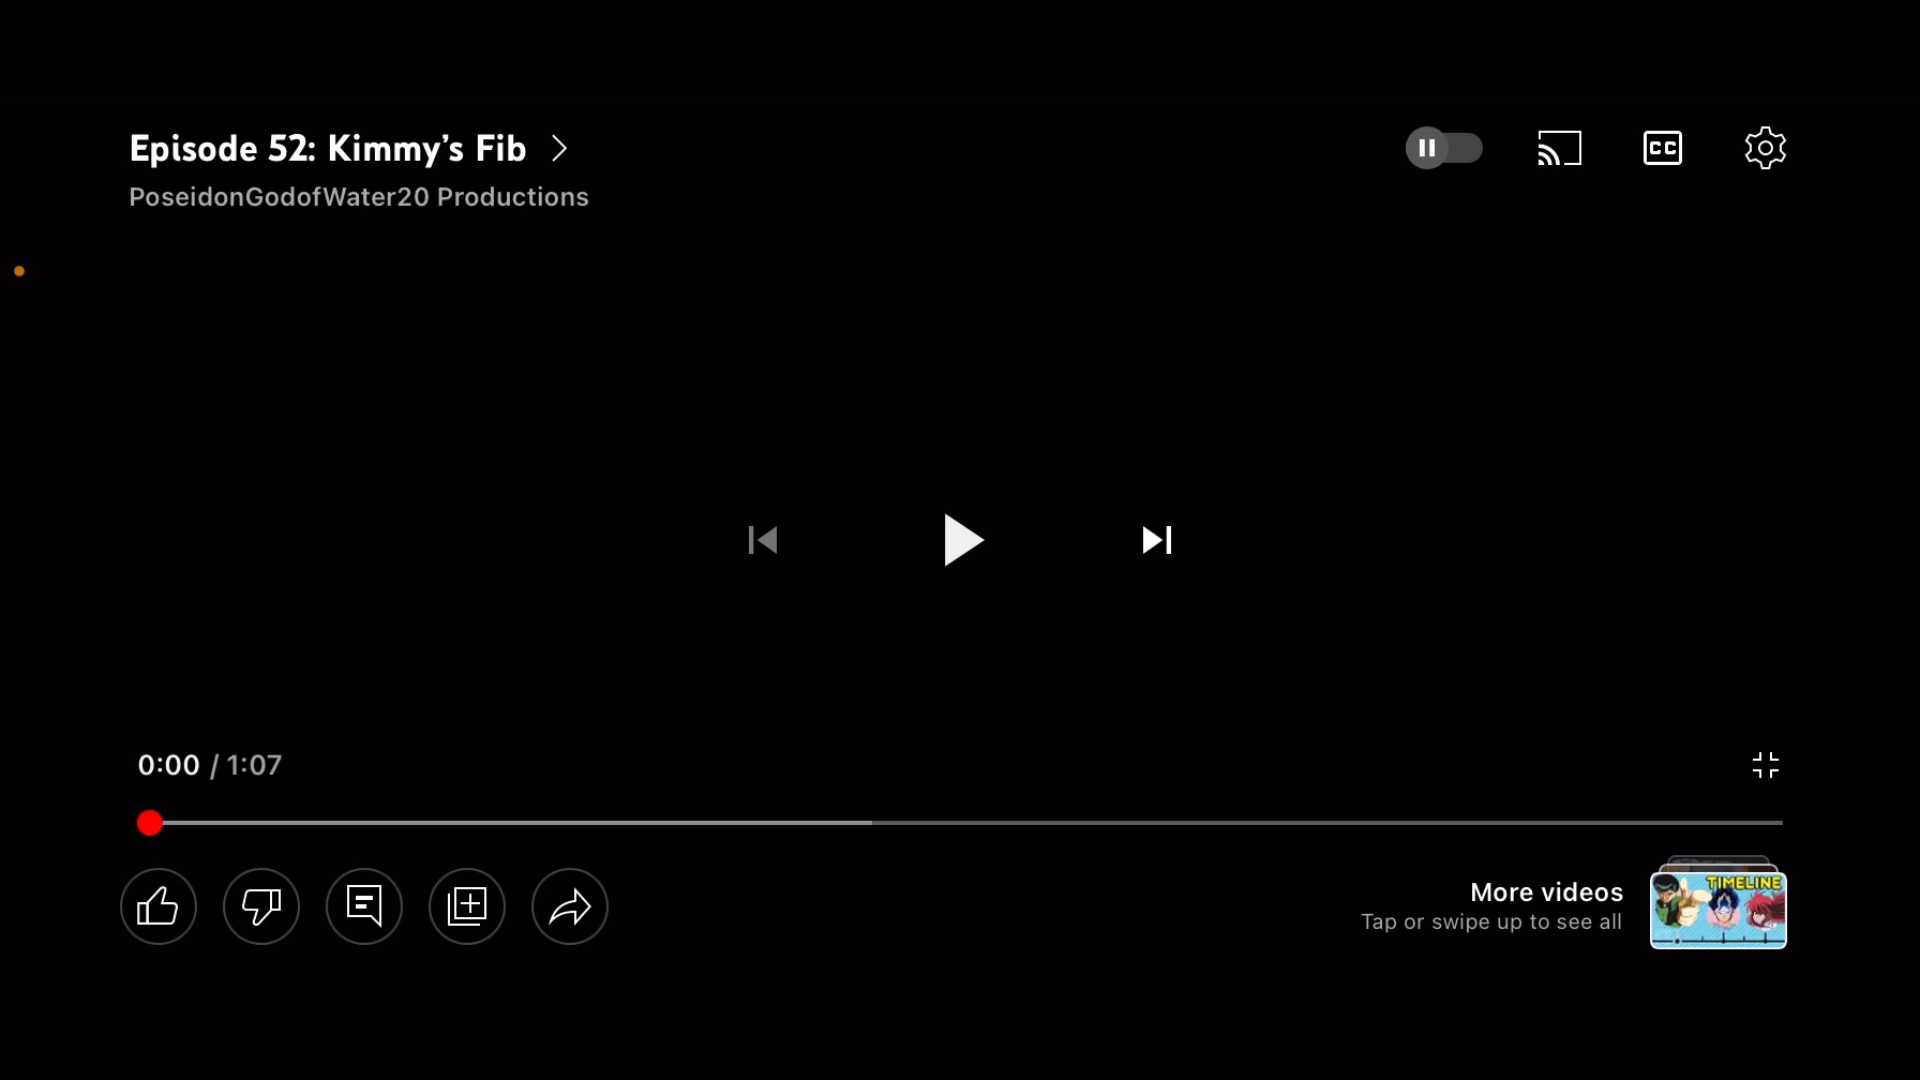 Episode 52: Kimmy's Fib
PoseidonGodofWater20 Productions
CC
0:00 / 1:07
More videos
Tap or swipe up to see all
TIMELINE